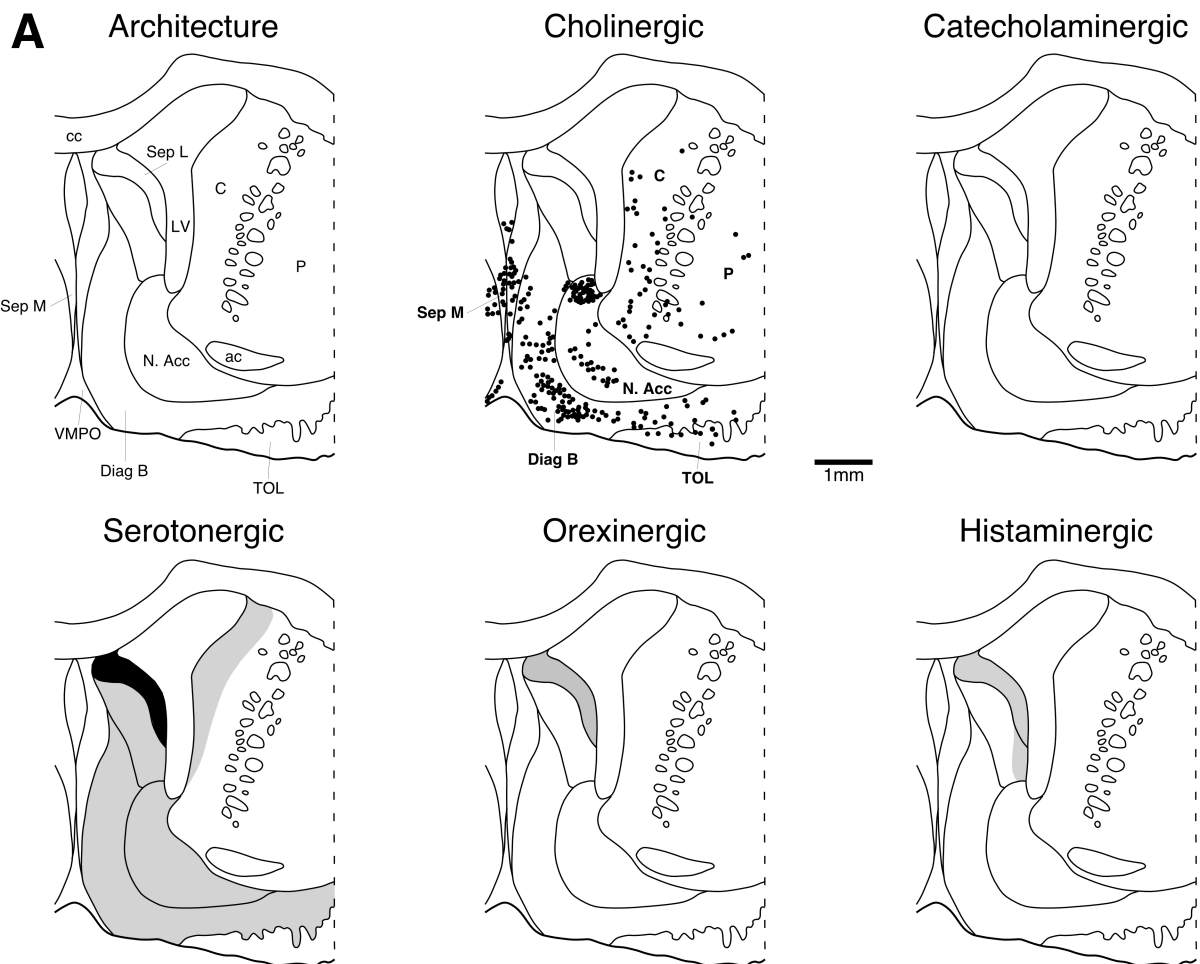 A
Architecture
Cholinergic
Catecholaminergic
cc
Sep L
C
LV
P
Sep M
N. Acc
ac
VMPO
Diag B
TOL
C
P
Sep M
N. Acc
Diag B
TOL
1mm
Serotonergic
Orexinergic
Histaminergic